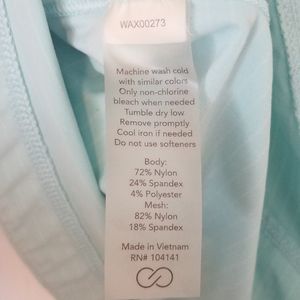 WAX00273
Machine wash cold
with similar colors
Only non-chlorine
bleach when needed
Tumble dry low
Remove promptly
Cool iron if needed
Do not use softeners
Body:
72% Nylon
24% Spandex
4% Polyester
Mesh:
82% Nylon
18% Spandex
Made in Vietnam
RN# 104141